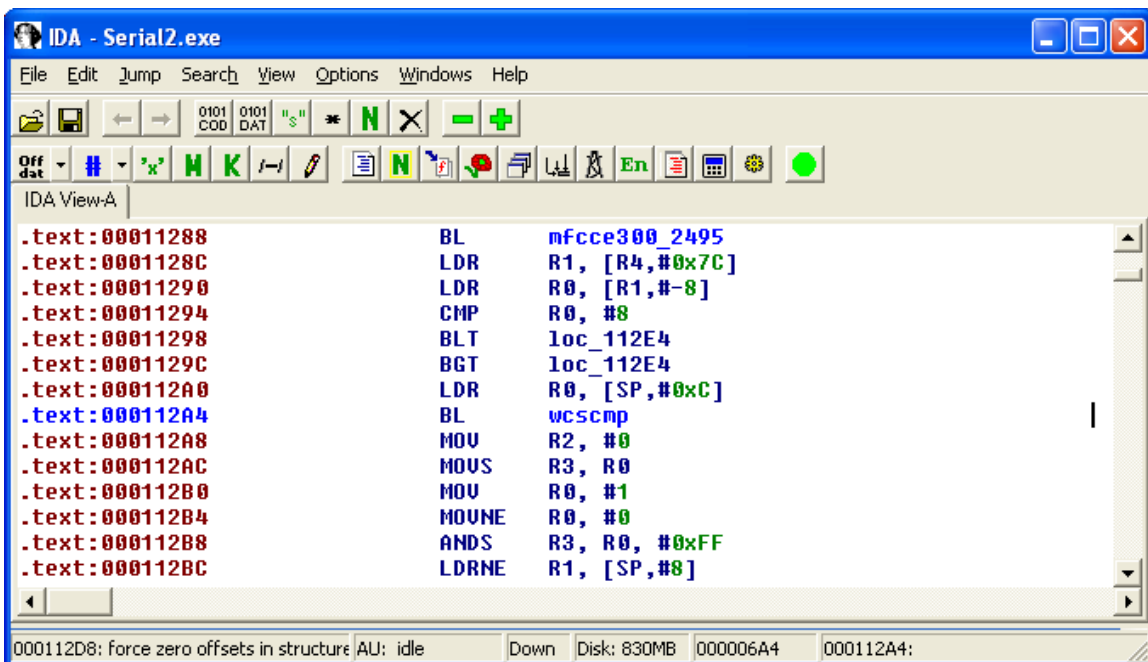 IDA - Serial2.exe
File Edit Jump Search View Options Windows Help
0101 COD 0101 DAT "s" * N
Off dat # 'x' M K /—/ N f En
IDA View-A
.text:00011288 BL mfcce300_2495
.text:0001128C LDR R1, [R4,#0x7C]
.text:00011290 LDR R0, [R1,#-8]
.text:00011294 CMP R0, #8
.text:00011298 BLT loc_112E4
.text:0001129C BGT loc_112E4
.text:000112A0 LDR R0, [SP,#0xC]
.text:000112A4 BL wcscmp
.text:000112A8 MOV R2, #0
.text:000112AC MOVS R3, R0
.text:000112B0 MOV R0, #1
.text:000112B4 MOVNE R0, #0
.text:000112B8 ANDS R3, R0, #0xFF
.text:000112BC LDRNE R1, [SP,#8]
000112D8: force zero offsets in structure AU: idle Down Disk: 830MB 000006A4 000112A4: